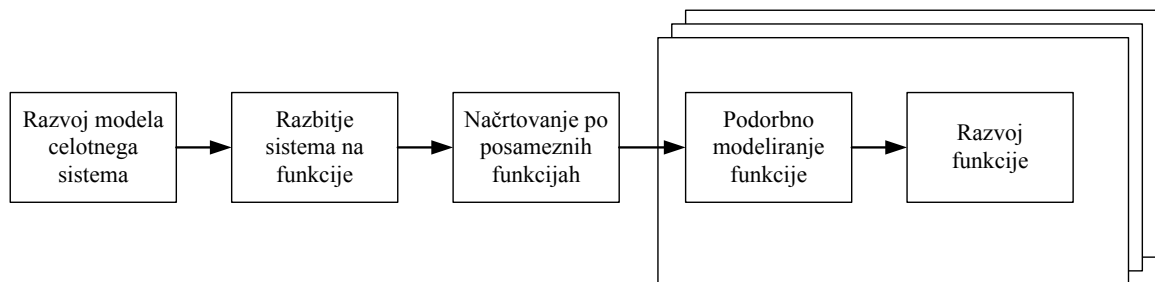 Razvoj modela
celotnega
sistema
Razbitje
sistema na
funkcije
Načrtovanje po
posameznih
funkcijah
Podorbno
modeliranje
funkcije
Razvoj
funkcije